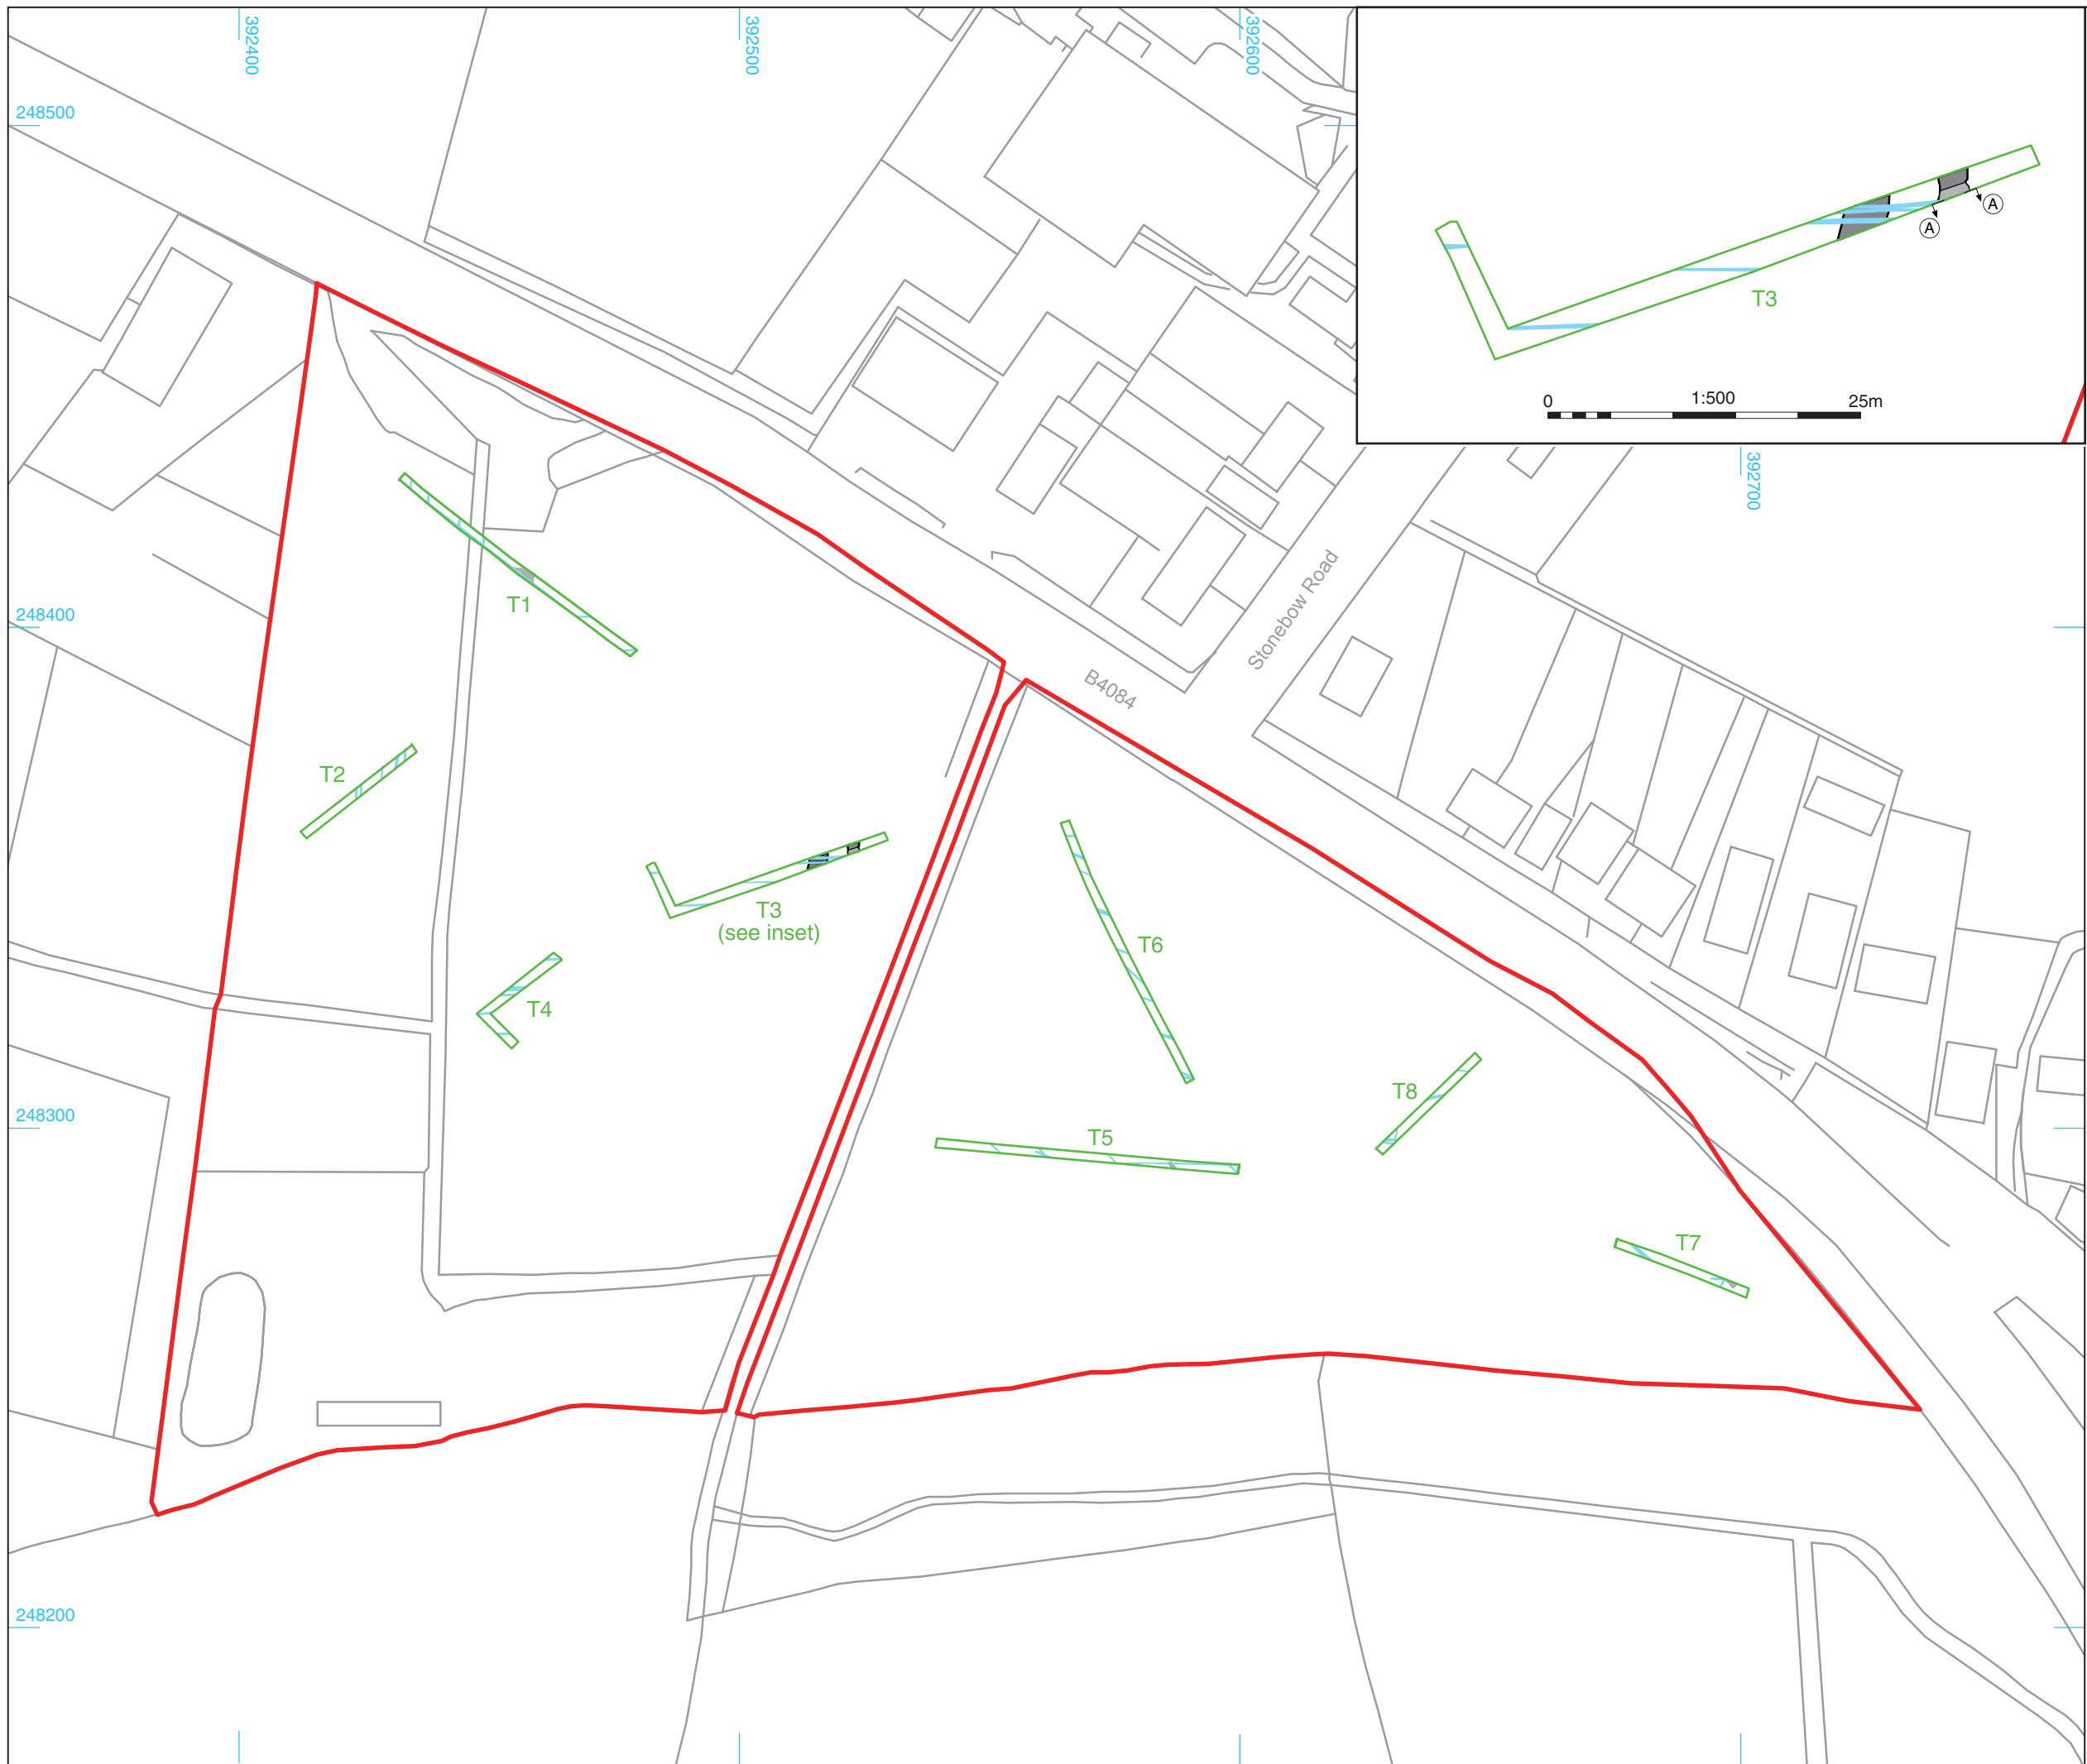 392400
392500
392600
248500
A
A
T3
0
1:500
25m
392700
Stonebow Road
248400
T1
B4084
T2
T3
(see inset)
T6
T4
T8
248300
T5
T7
248200